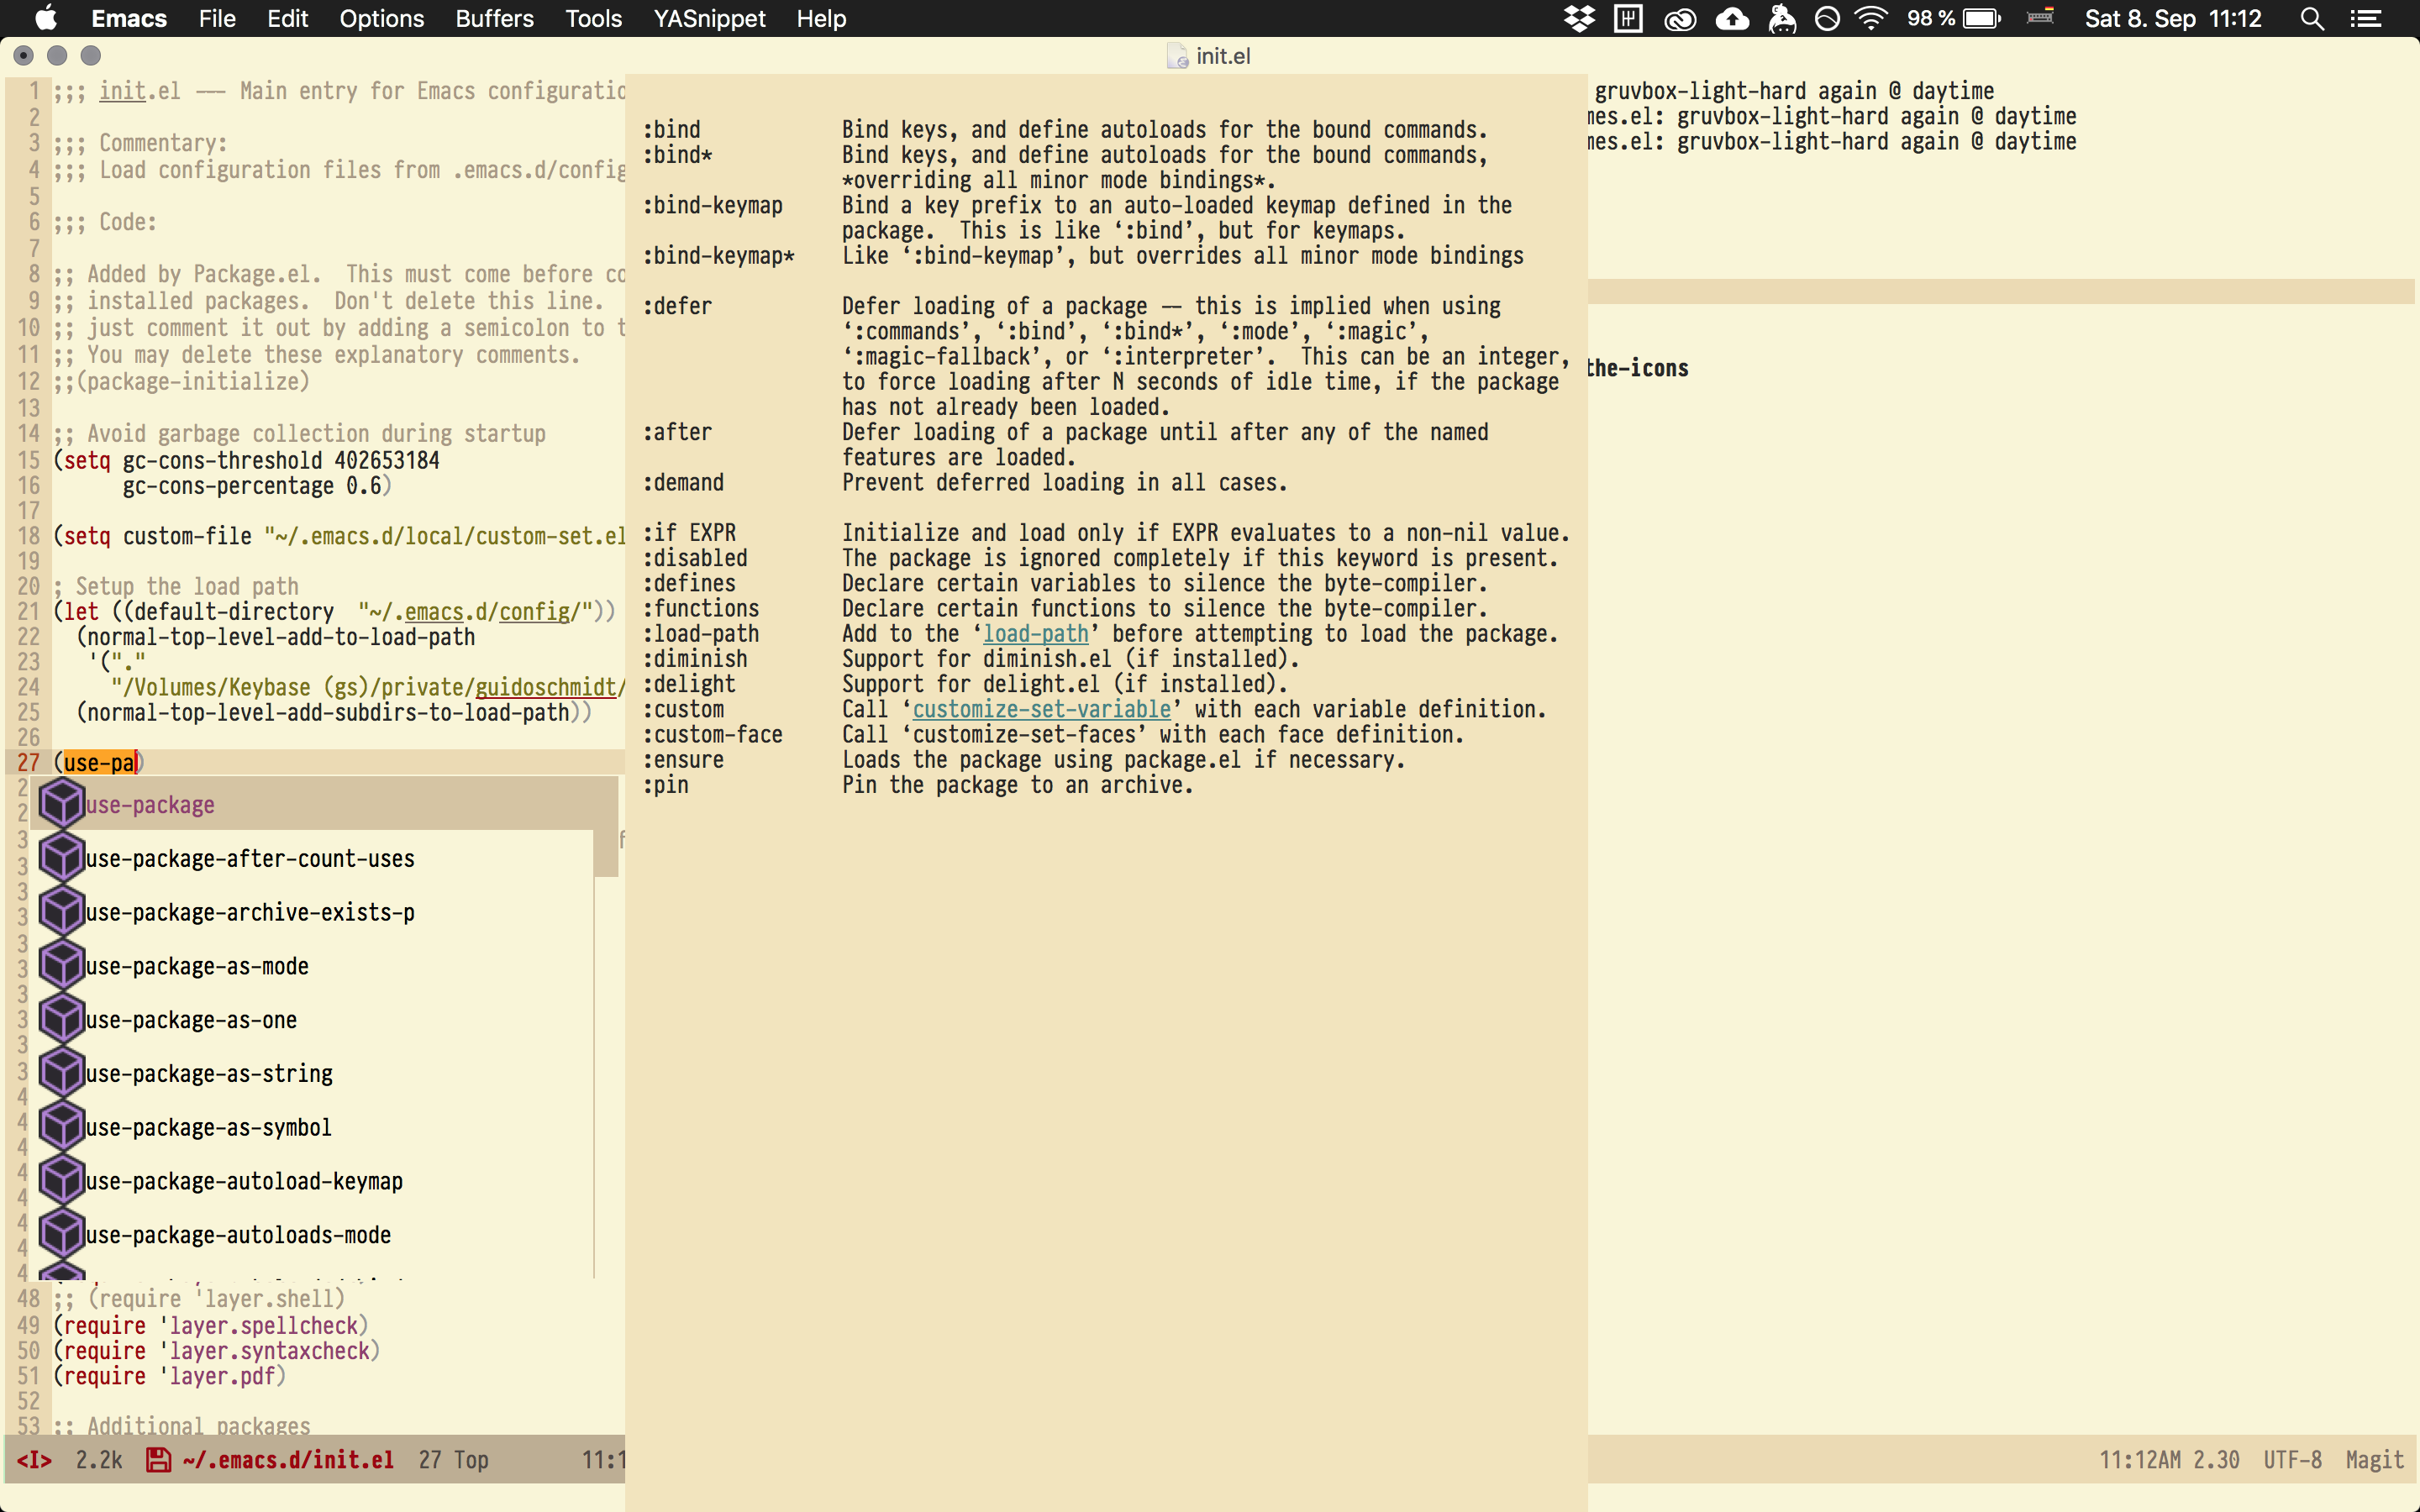 Emacs File Edit Options Buffers Tools YASnippet Help 98 % Sat 8. Sep 11:12
init.el
1 ;;; init.el --- Main entry for Emacs configuratio
2
3 ;;; Commentary:
4 ;;; Load configuration files from .emacs.d/config
5
6 ;;; Code:
7
8 ;; Added by Package.el.  This must come before co
9 ;; installed packages.  Don't delete this line.
10 ;; just comment it out by adding a semicolon to t
11 ;; You may delete these explanatory comments.
12 ;;(package-initialize)
13
14 ;; Avoid garbage collection during startup
15 (setq gc-cons-threshold 402653184
16       gc-cons-percentage 0.6)
17
18 (setq custom-file "~/.emacs.d/local/custom-set.el
19
20 ; Setup the load path
21 (let ((default-directory  "~/.emacs.d/config/"))
22   (normal-top-level-add-to-load-path
23    '("."
24      "/Volumes/Keybase (gs)/private/guidoschmidt/
25   (normal-top-level-add-subdirs-to-load-path))
26
27 (use-pa)
use-package
use-package-after-count-uses
use-package-archive-exists-p
use-package-as-mode
use-package-as-one
use-package-as-string
use-package-as-symbol
use-package-autoload-keymap
use-package-autoloads-mode
48 ;; (require 'layer.shell)
49 (require 'layer.spellcheck)
50 (require 'layer.syntaxcheck)
51 (require 'layer.pdf)
52
53 ;; Additional packages
<I> 2.2k ~/.emacs.d/init.el 27 Top 11:1
:bind Bind keys, and define autoloads for the bound commands.
:bind* Bind keys, and define autoloads for the bound commands,
*overriding all minor mode bindings*.
:bind-keymap Bind a key prefix to an auto-loaded keymap defined in the
package.  This is like ‘:bind’, but for keymaps.
:bind-keymap* Like ‘:bind-keymap’, but overrides all minor mode bindings
:defer Defer loading of a package -- this is implied when using
‘:commands’, ‘:bind’, ‘:bind*’, ‘:mode’, ‘:magic’,
‘:magic-fallback’, or ‘:interpreter’.  This can be an integer,
to force loading after N seconds of idle time, if the package
has not already been loaded.
:after Defer loading of a package until after any of the named
features are loaded.
:demand Prevent deferred loading in all cases.
:if EXPR Initialize and load only if EXPR evaluates to a non-nil value.
:disabled The package is ignored completely if this keyword is present.
:defines Declare certain variables to silence the byte-compiler.
:functions Declare certain functions to silence the byte-compiler.
:load-path Add to the ‘load-path’ before attempting to load the package.
:diminish Support for diminish.el (if installed).
:delight Support for delight.el (if installed).
:custom Call ‘customize-set-variable’ with each variable definition.
:custom-face Call ‘customize-set-faces’ with each face definition.
:ensure Loads the package using package.el if necessary.
:pin Pin the package to an archive.
gruvbox-light-hard again @ daytime
mes.el: gruvbox-light-hard again @ daytime
mes.el: gruvbox-light-hard again @ daytime
the-icons
11:12AM 2.30 UTF-8 Magit